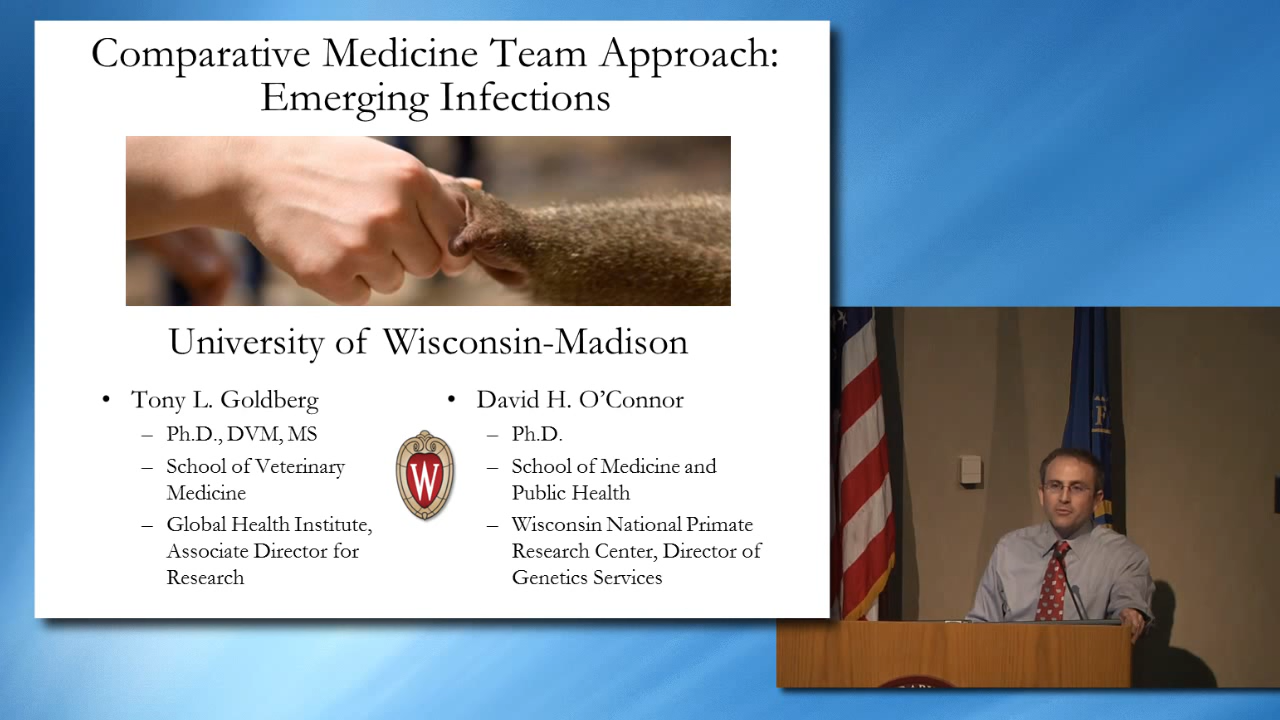 Comparative Medicine Team Approach:
Emerging Infections
University of Wisconsin-Madison
• Tony L. Goldberg
– Ph.D., DVM, MS
– School of Veterinary
Medicine
– Global Health Institute,
Associate Director for
Research
W
• David H. O’Connor
– Ph.D.
– School of Medicine and
Public Health
– Wisconsin National Primate
Research Center, Director of
Genetics Services